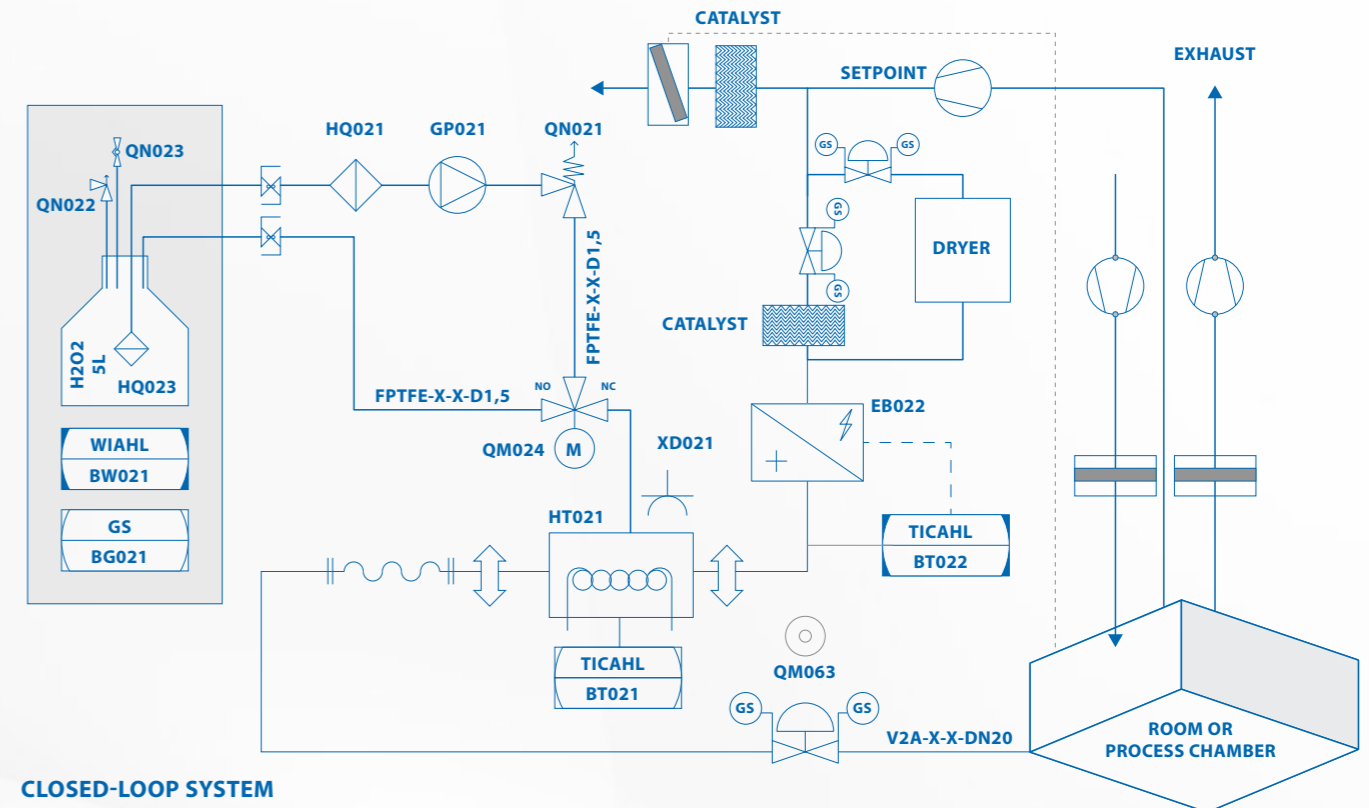 CATALYST
EXHAUST
SETPOINT
HQ021
GP021
QN021
QN023
QN022
GS
GS
GS
GS
DRYER
CATALYST
FPTFE-X-X-D1,5
H2O2
5L
HQ023
FPTFE-X-X-D1,5
NO
NC
EB022
QM024
M
XD021
WIAHL
BW021
HT021
GS
BG021
TICAHL
BT022
TICAHL
BT021
QM063
GS
GS
V2A-X-X-DN20
ROOM OR
PROCESS CHAMBER
CLOSED-LOOP SYSTEM